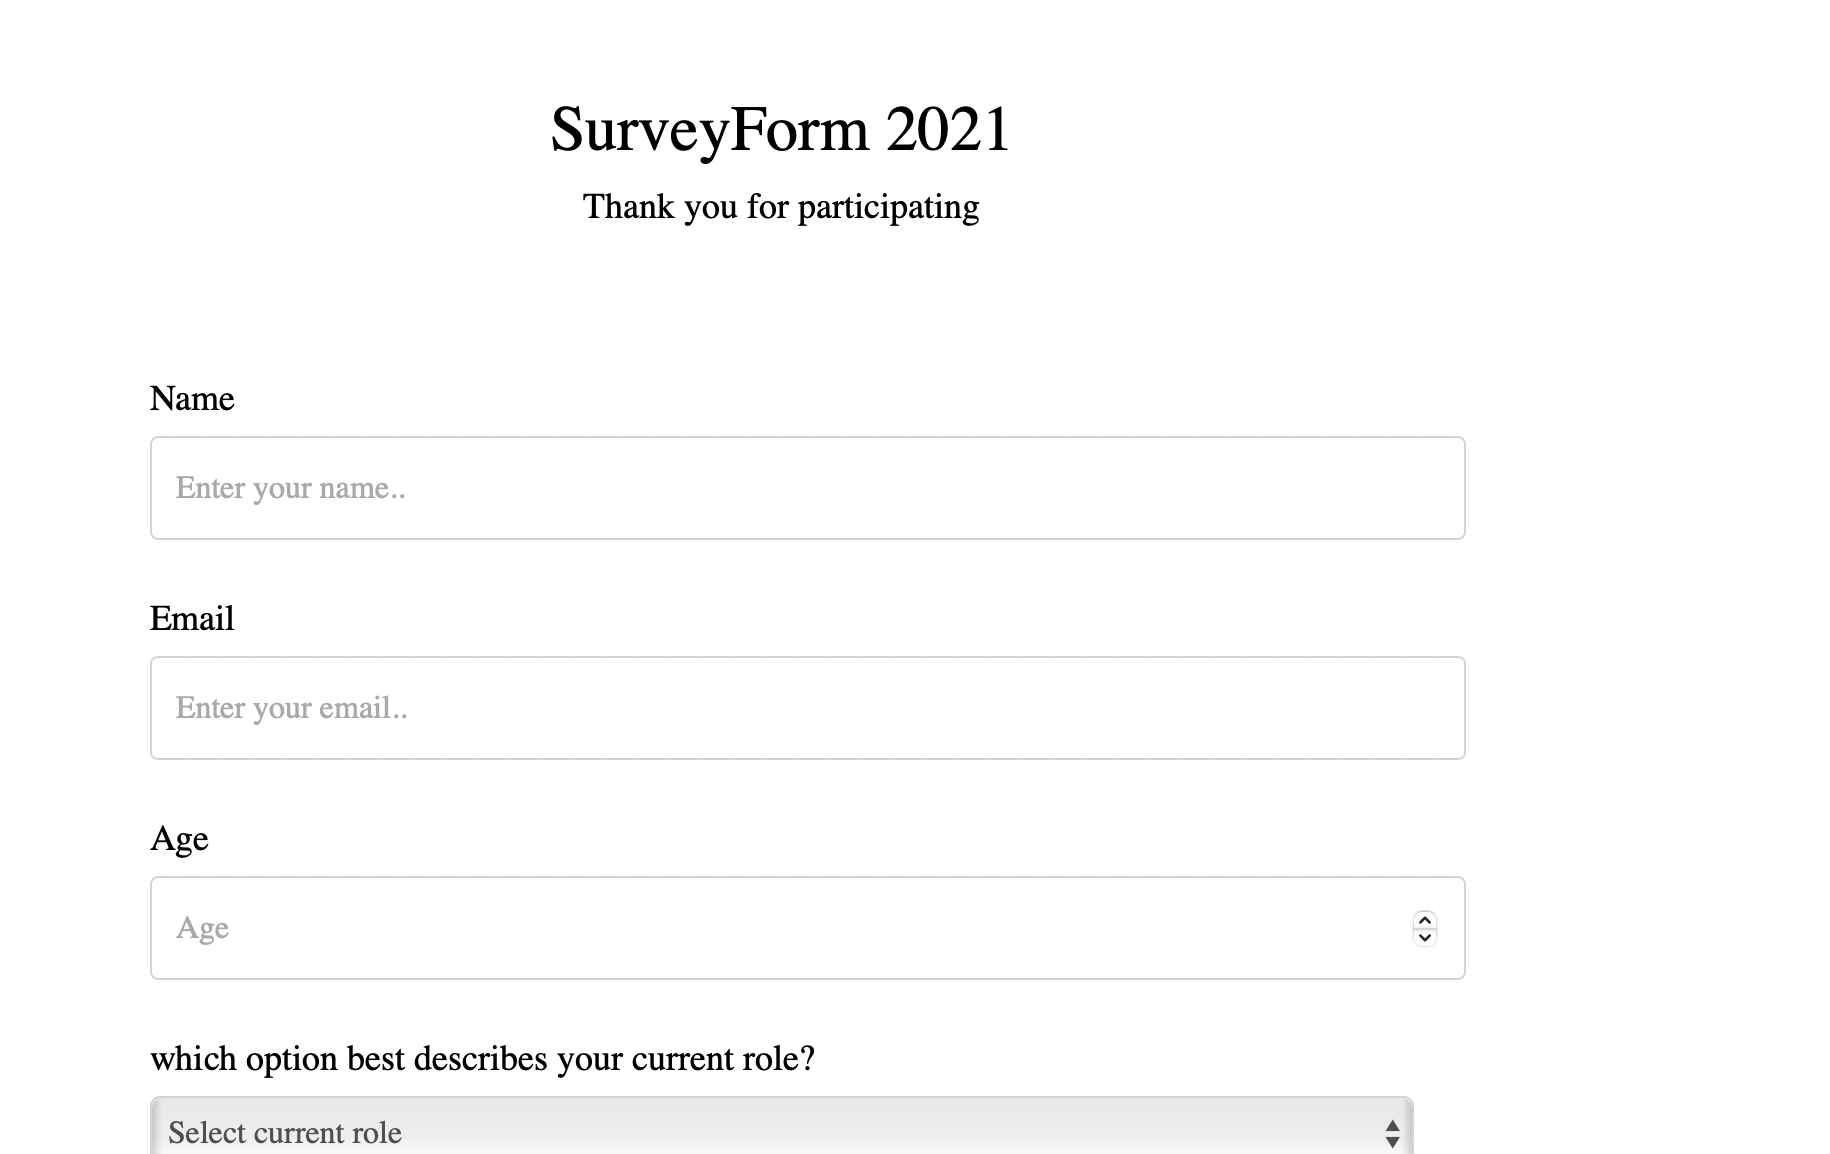 SurveyForm 2021
Thank you for participating
Name
Enter your name..
Email
Enter your email..
Age
Age
which option best describes your current role?
Select current role